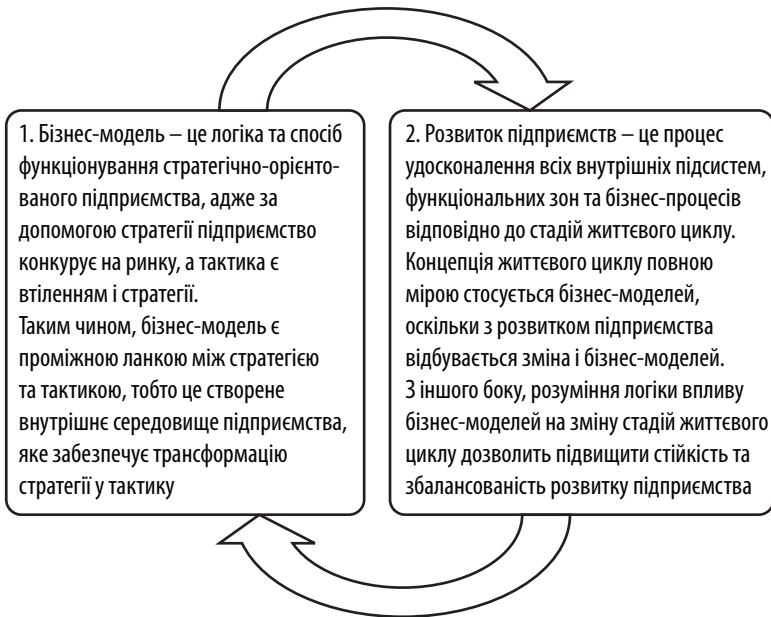 1. Бізнес-модель – це логіка та спосіб
функціонування стратегічно-орієнто-
ваного підприємства, адже за
допомогою стратегії підприємство
конкурує на ринку, а тактика є
втіленням і стратегії.
Таким чином, бізнес-модель є
проміжною ланкою між стратегією
та тактикою, тобто це створене
внутрішнє середовище підприємства,
яке забезпечує трансформацію
стратегії у тактику
2. Розвиток підприємств – це процес
удосконалення всіх внутрішніх підсистем,
функціональних зон та бізнес-процесів
відповідно до стадій життєвого циклу.
Концепція життєвого циклу повною
мірою стосується бізнес-моделей,
оскільки з розвитком підприємства
відбувається зміна і бізнес-моделей.
З іншого боку, розуміння логіки впливу
бізнес-моделей на зміну стадій життєвого
циклу дозволить підвищити стійкість та
збалансованість розвитку підприємства